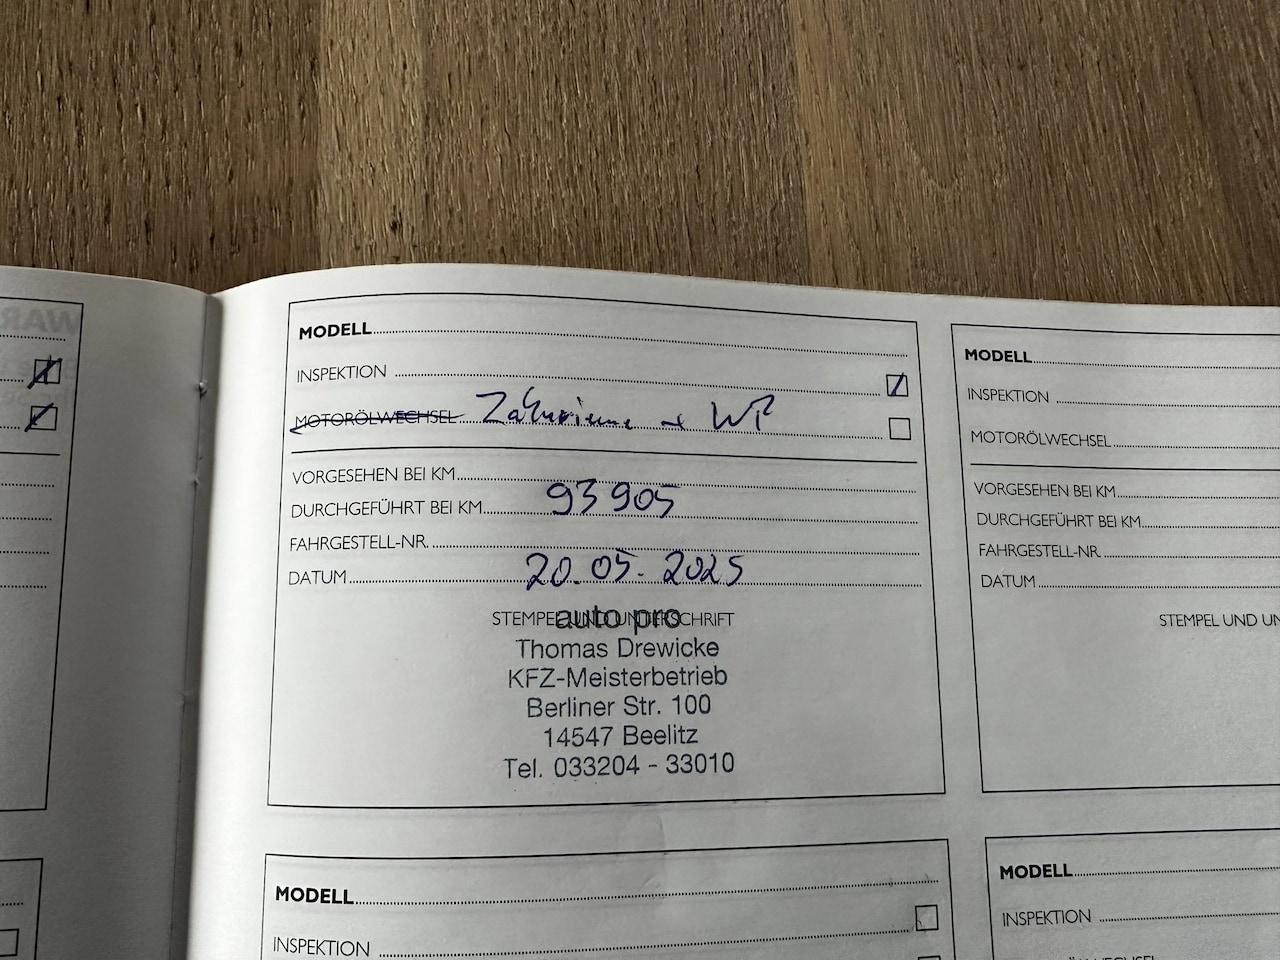 MODELL
INSPEKTION
MOTORÖLWECHSEL Zahnriemen + WP
VORGESEHEN BEI KM
DURCHGEFÜHRT BEI KM 93905
FAHRGESTELL-NR.
DATUM 20.05.2025
STEMPEL UND UNTERSCHRIFT
auto pro
Thomas Drewicke
KFZ-Meisterbetrieb
Berliner Str. 100
14547 Beelitz
Tel. 033204 - 33010
MODELL
INSPEKTION
MOTORÖLWECHSEL
VORGESEHEN BEI KM
DURCHGEFÜHRT BEI KM
FAHRGESTELL-NR.
DATUM
STEMPEL UND UN
MODELL
INSPEKTION
MODELL
INSPEKTION